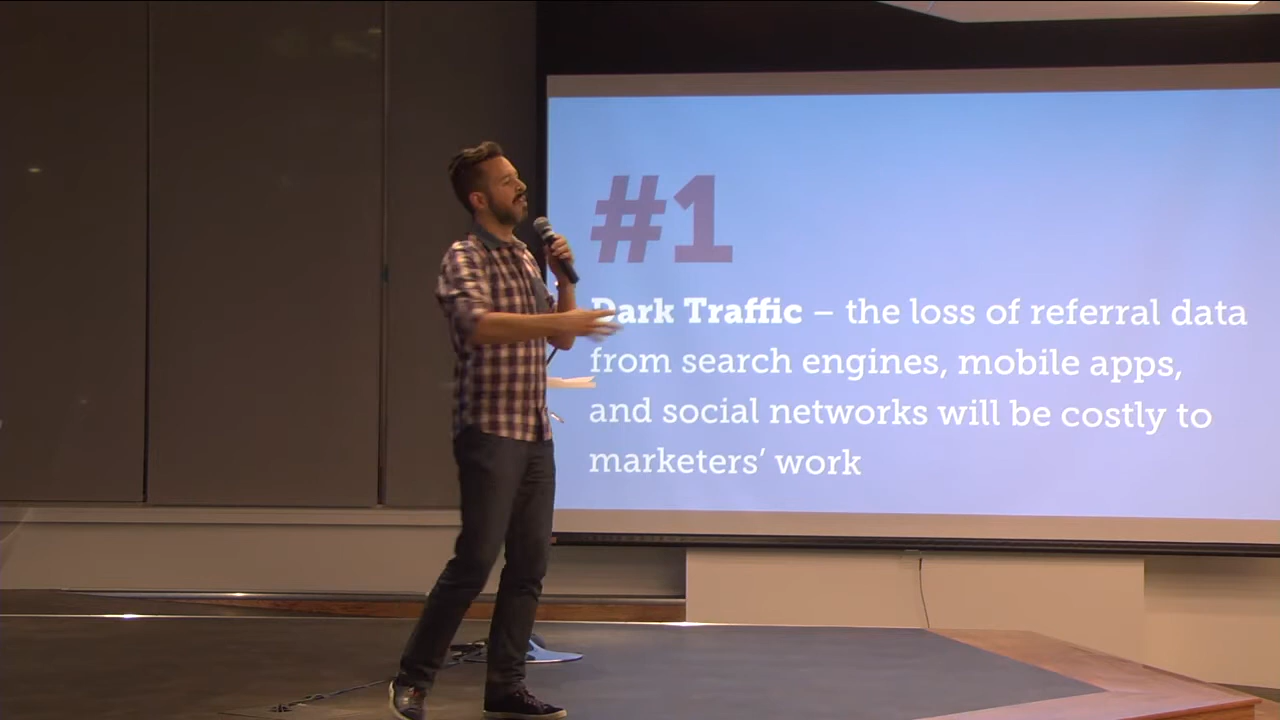 #1
Dark Traffic – the loss of referral data
from search engines, mobile apps,
and social networks will be costly to
marketers’ work